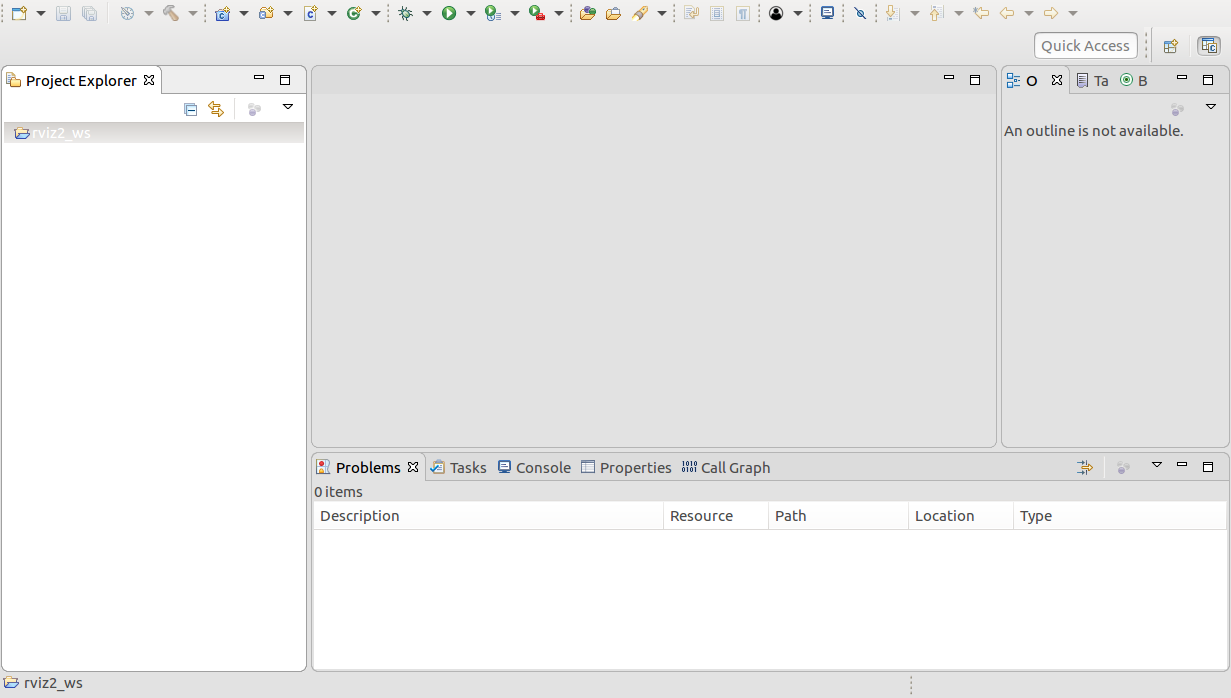 Quick Access
Project Explorer
rviz2_ws
O Ta B
An outline is not available.
Problems Tasks Console Properties Call Graph
0 items
Description Resource Path Location Type
rviz2_ws